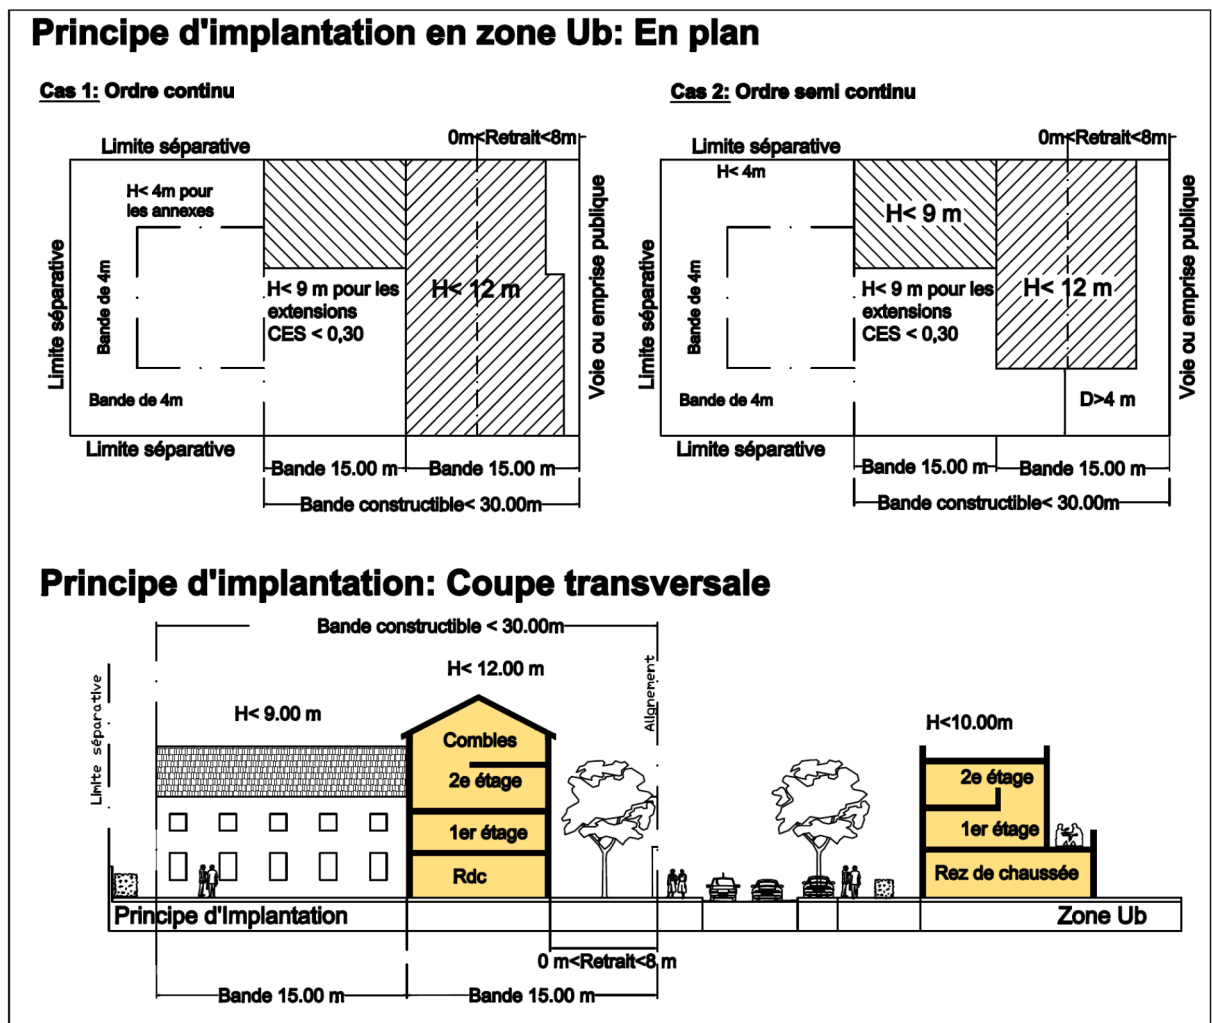 Principe d'implantation en zone Ub: En plan
Cas 1: Ordre continu
0m<Retrait<8m
Limite séparative
H< 4m pour
les annexes
Limite séparative
Bande de 4m
H< 9 m pour les
extensions
CES < 0,30
H< 12 m
Voie ou emprise publique
Bande de 4m
Limite séparative
Bande 15.00 m
Bande 15.00 m
Bande constructible< 30.00m
Cas 2: Ordre semi continu
0m<Retrait<8m
Limite séparative
H< 4m
H< 9 m
Limite séparative
Bande de 4m
H< 9 m pour les
extensions
CES < 0,30
H< 12 m
Voie ou emprise publique
Bande de 4m
D>4 m
Limite séparative
Bande 15.00 m
Bande 15.00 m
Bande constructible< 30.00m
Principe d'implantation: Coupe transversale
Bande constructible < 30.00m
H< 12.00 m
Alignement
Limite séparative
H< 9.00 m
H<10.00m
Combles
2e étage
1er étage
Rdc
2e étage
1er étage
Rez de chaussée
Principe d'Implantation
Zone Ub
0 m<Retrait<8 m
Bande 15.00 m
Bande 15.00 m